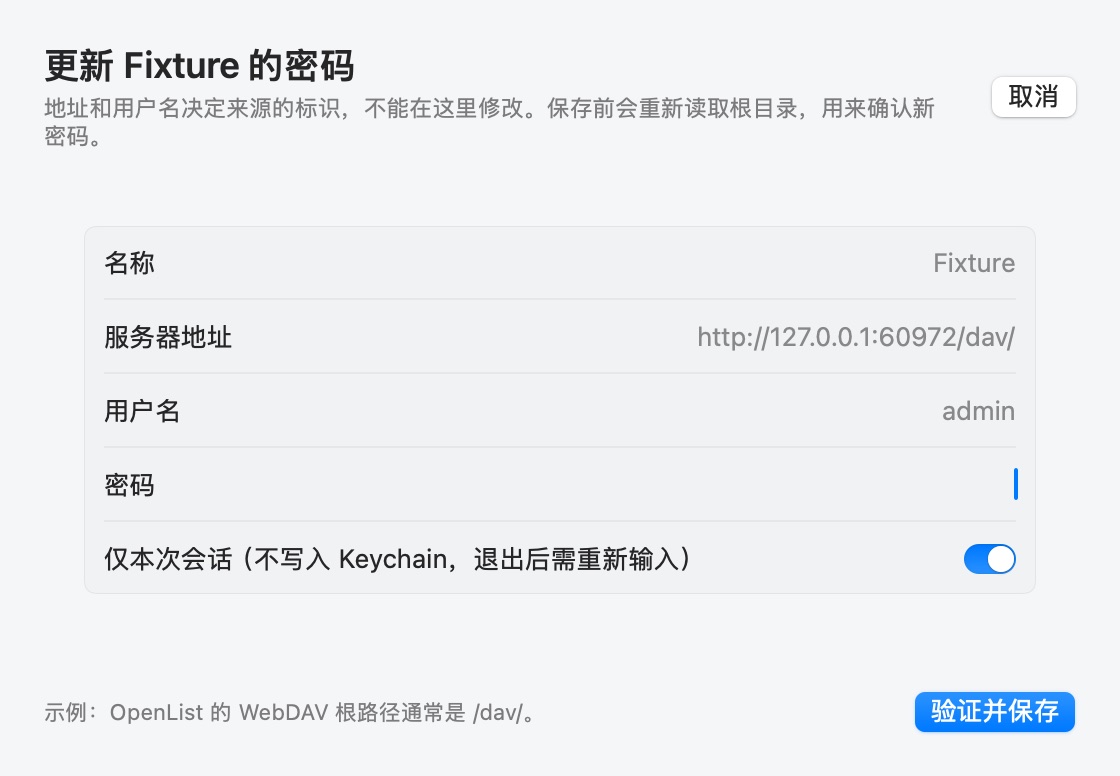 更新 Fixture 的密码
地址和用户名决定来源的标识，不能在这里修改。保存前会重新读取根目录，用来确认新
密码。
取消
名称 Fixture
服务器地址 http://127.0.0.1:60972/dav/
用户名 admin
密码
仅本次会话（不写入 Keychain，退出后需重新输入）
示例：OpenList 的 WebDAV 根路径通常是 /dav/。
验证并保存